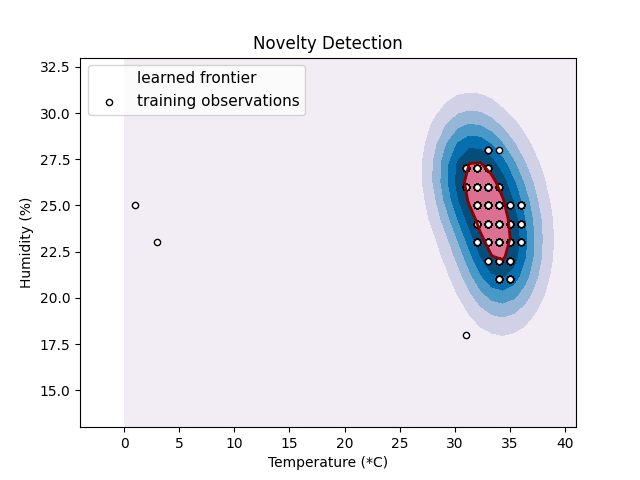 Novelty Detection
learned frontier
training observations
32.5
30.0
27.5
25.0
22.5
20.0
17.5
15.0
Humidity (%)
0 5 10 15 20 25 30 35 40
Temperature (*C)